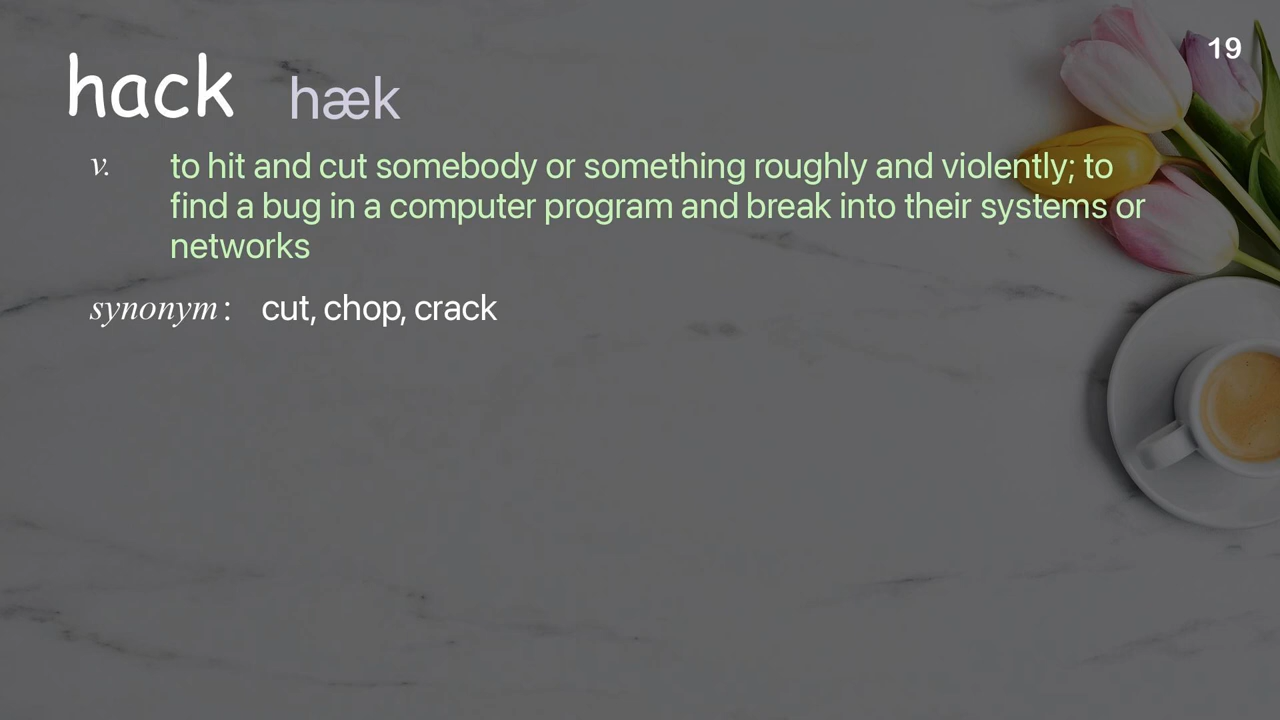 19
hack hæk
v. to hit and cut somebody or something roughly and violently; to
find a bug in a computer program and break into their systems or
networks
synonym: cut, chop, crack